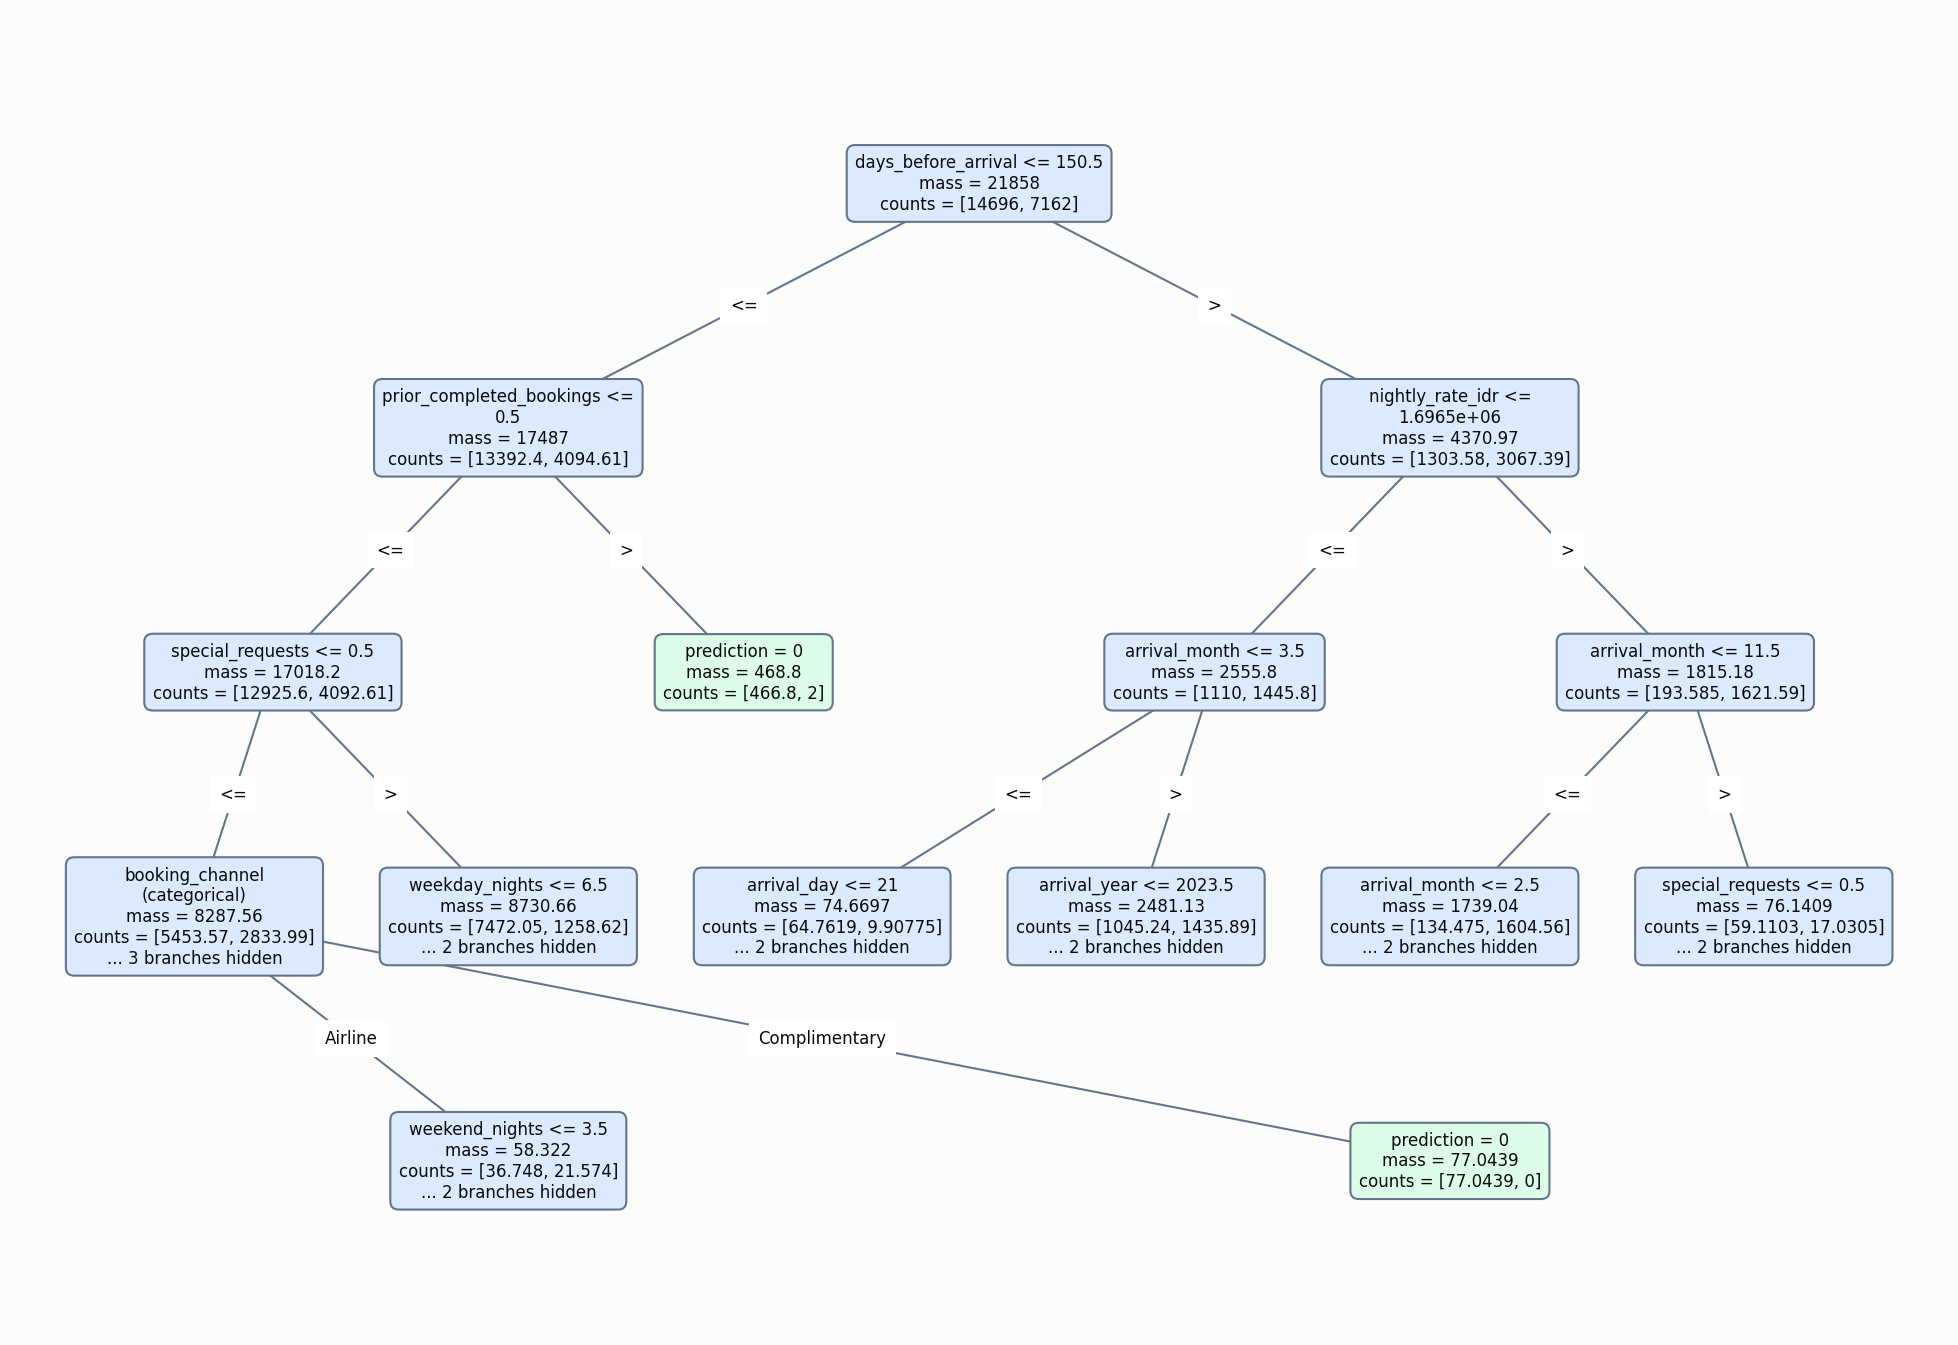 days_before_arrival <= 150.5
mass = 21858
counts = [14696, 7162]
<=
>
prior_completed_bookings <=
0.5
mass = 17487
counts = [13392.4, 4094.61]
nightly_rate_idr <=
1.6965e+06
mass = 4370.97
counts = [1303.58, 3067.39]
<=
>
<=
>
special_requests <= 0.5
mass = 17018.2
counts = [12925.6, 4092.61]
prediction = 0
mass = 468.8
counts = [466.8, 2]
arrival_month <= 3.5
mass = 2555.8
counts = [1110, 1445.8]
arrival_month <= 11.5
mass = 1815.18
counts = [193.585, 1621.59]
<=
>
<=
>
<=
>
booking_channel
(categorical)
mass = 8287.56
counts = [5453.57, 2833.99]
... 3 branches hidden
weekday_nights <= 6.5
mass = 8730.66
counts = [7472.05, 1258.62]
... 2 branches hidden
arrival_day <= 21
mass = 74.6697
counts = [64.7619, 9.90775]
... 2 branches hidden
arrival_year <= 2023.5
mass = 2481.13
counts = [1045.24, 1435.89]
... 2 branches hidden
arrival_month <= 2.5
mass = 1739.04
counts = [134.475, 1604.56]
... 2 branches hidden
special_requests <= 0.5
mass = 76.1409
counts = [59.1103, 17.0305]
... 2 branches hidden
Airline
Complimentary
weekend_nights <= 3.5
mass = 58.322
counts = [36.748, 21.574]
... 2 branches hidden
prediction = 0
mass = 77.0439
counts = [77.0439, 0]